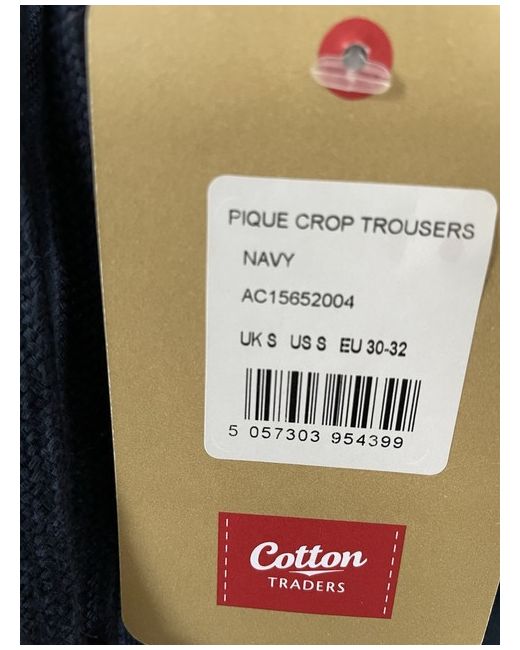 PIQUE CROP TROUSERS
NAVY
AC15652004
UK S US S EU 30-32
5 057303 954399
Cotton
TRADERS